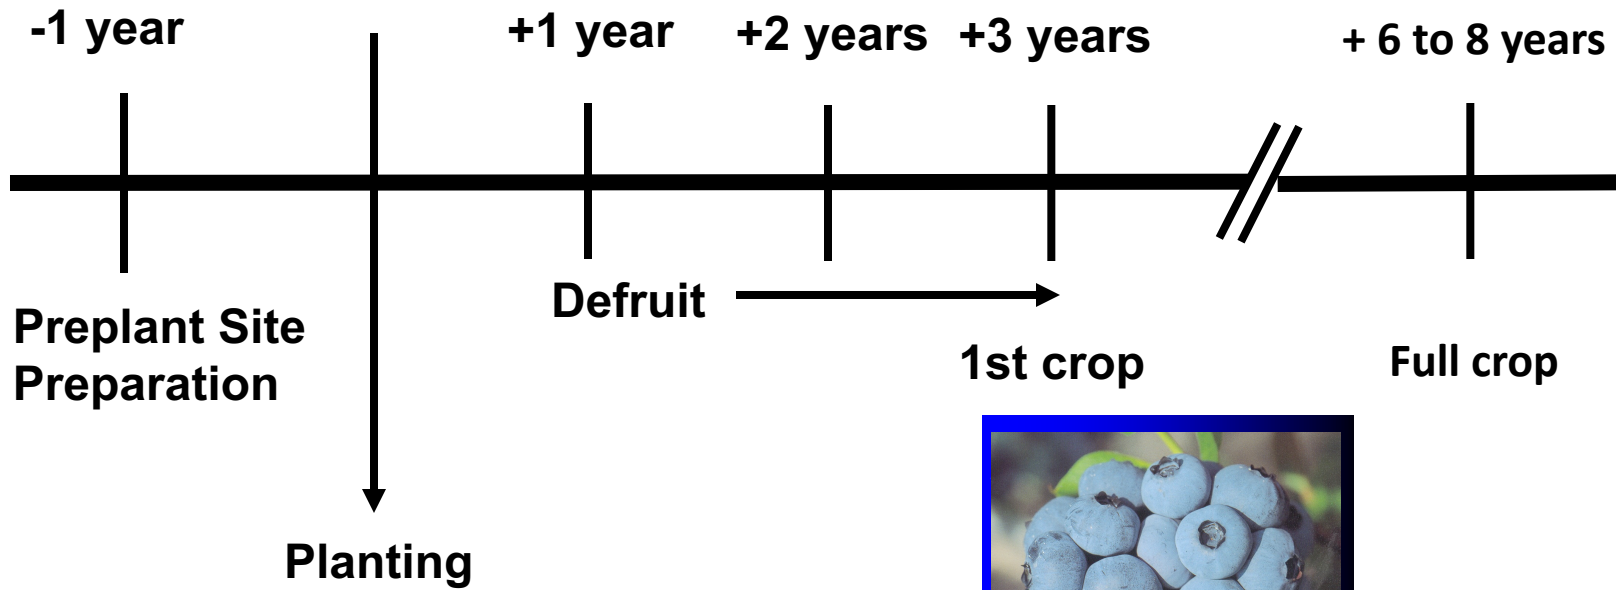 -1 year
+1 year
+2 years
+3 years
+ 6 to 8 years
Defruit
Preplant Site
Preparation
1st crop
Full crop
Planting